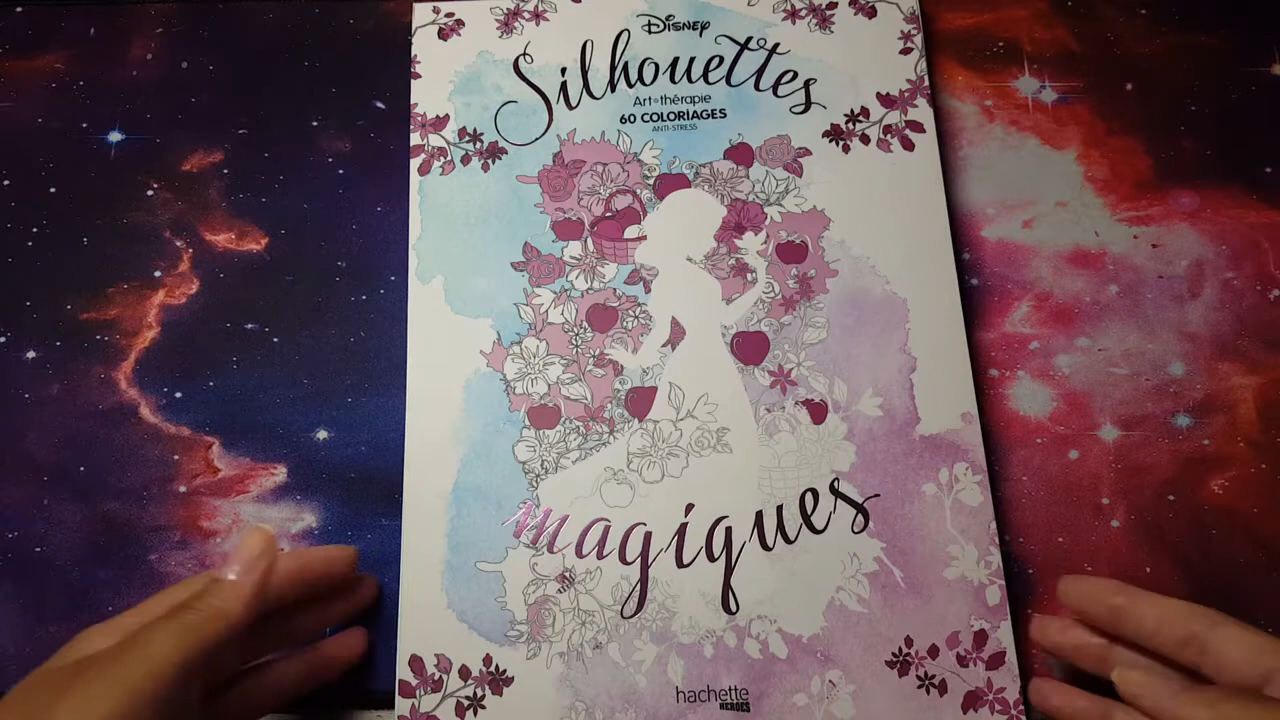 Disney
Silhouettes
Art•thérapie
60 COLORIAGES
ANTI-STRESS
magiques
hachette
HEROES